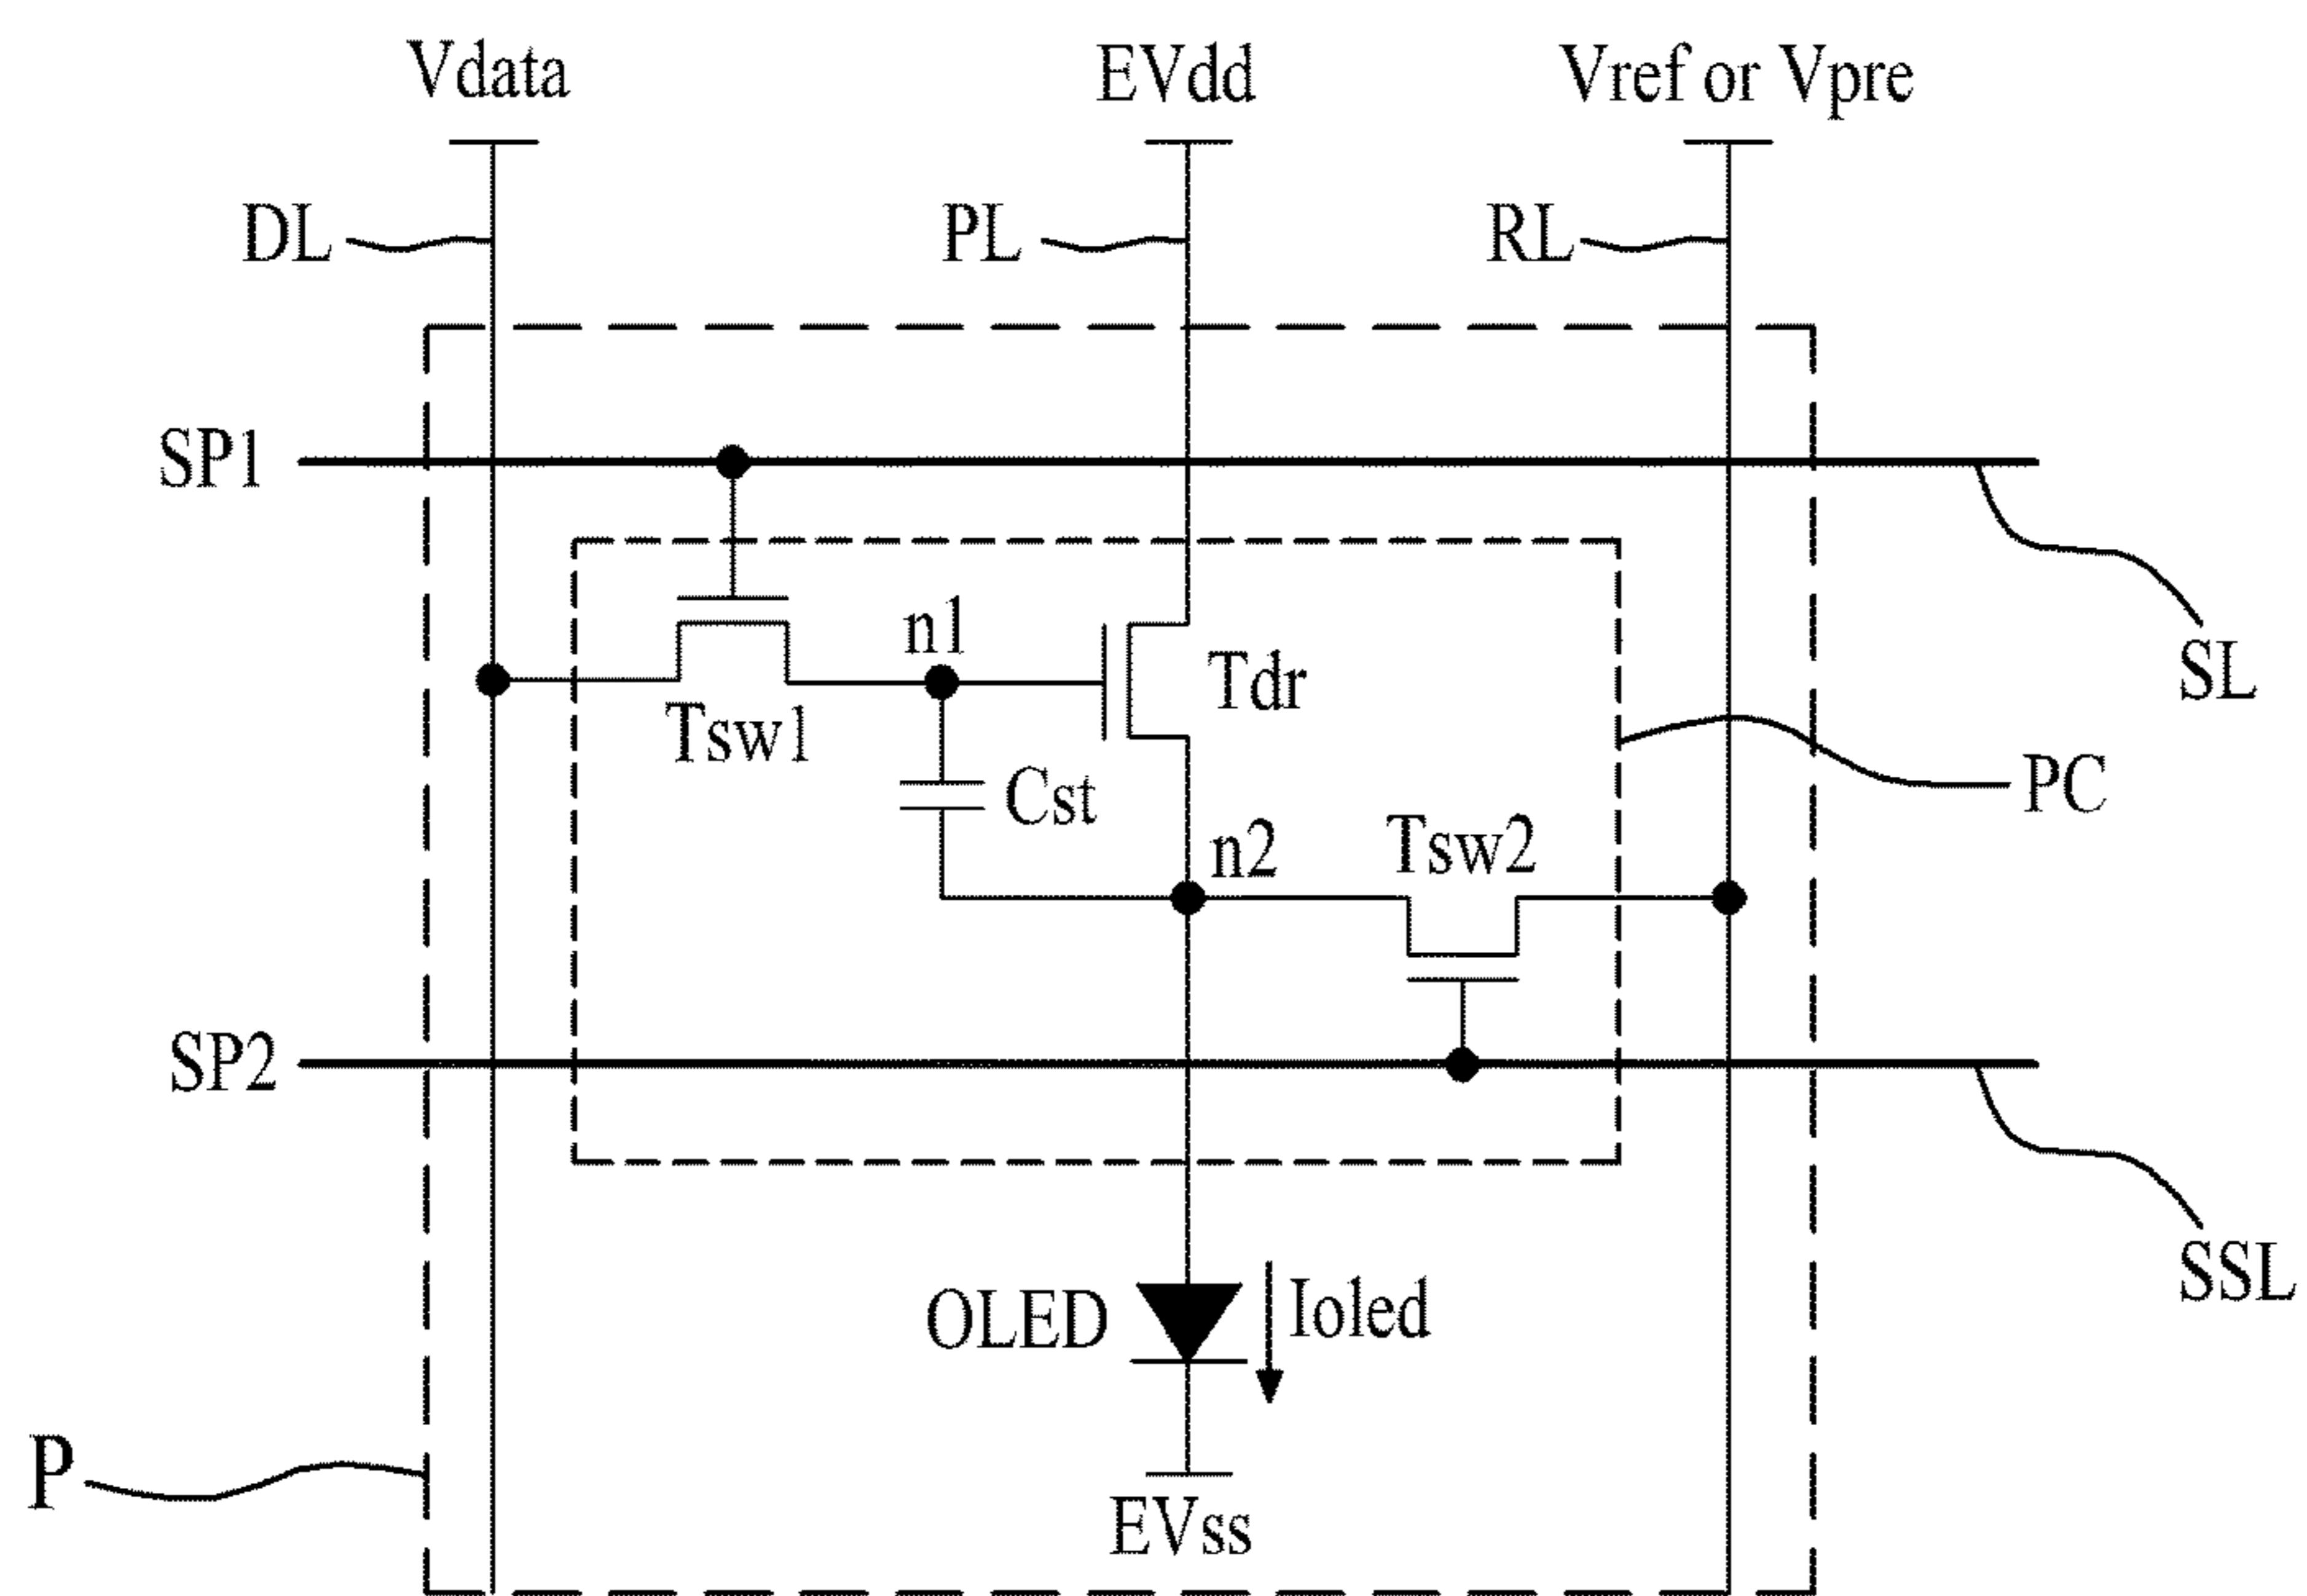 Vdata
EVdd
Vref or Vpre
DL
PL
RL
SP1
n1
Tdr
SL
Tsw1
Cst
PC
n2
Tsw2
SP2
SSL
OLED
Ioled
P
EVss